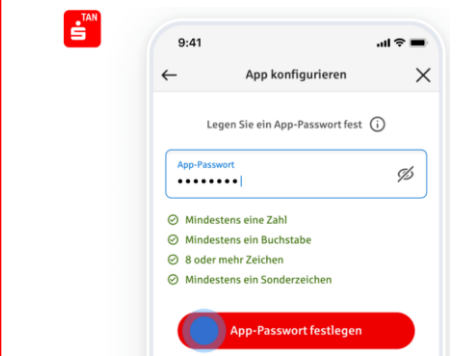 TAN
9:41
App konfigurieren
Legen Sie ein App-Passwort fest
App-Passwort
••••••••
Mindestens eine Zahl
Mindestens ein Buchstabe
8 oder mehr Zeichen
Mindestens ein Sonderzeichen
App-Passwort festlegen